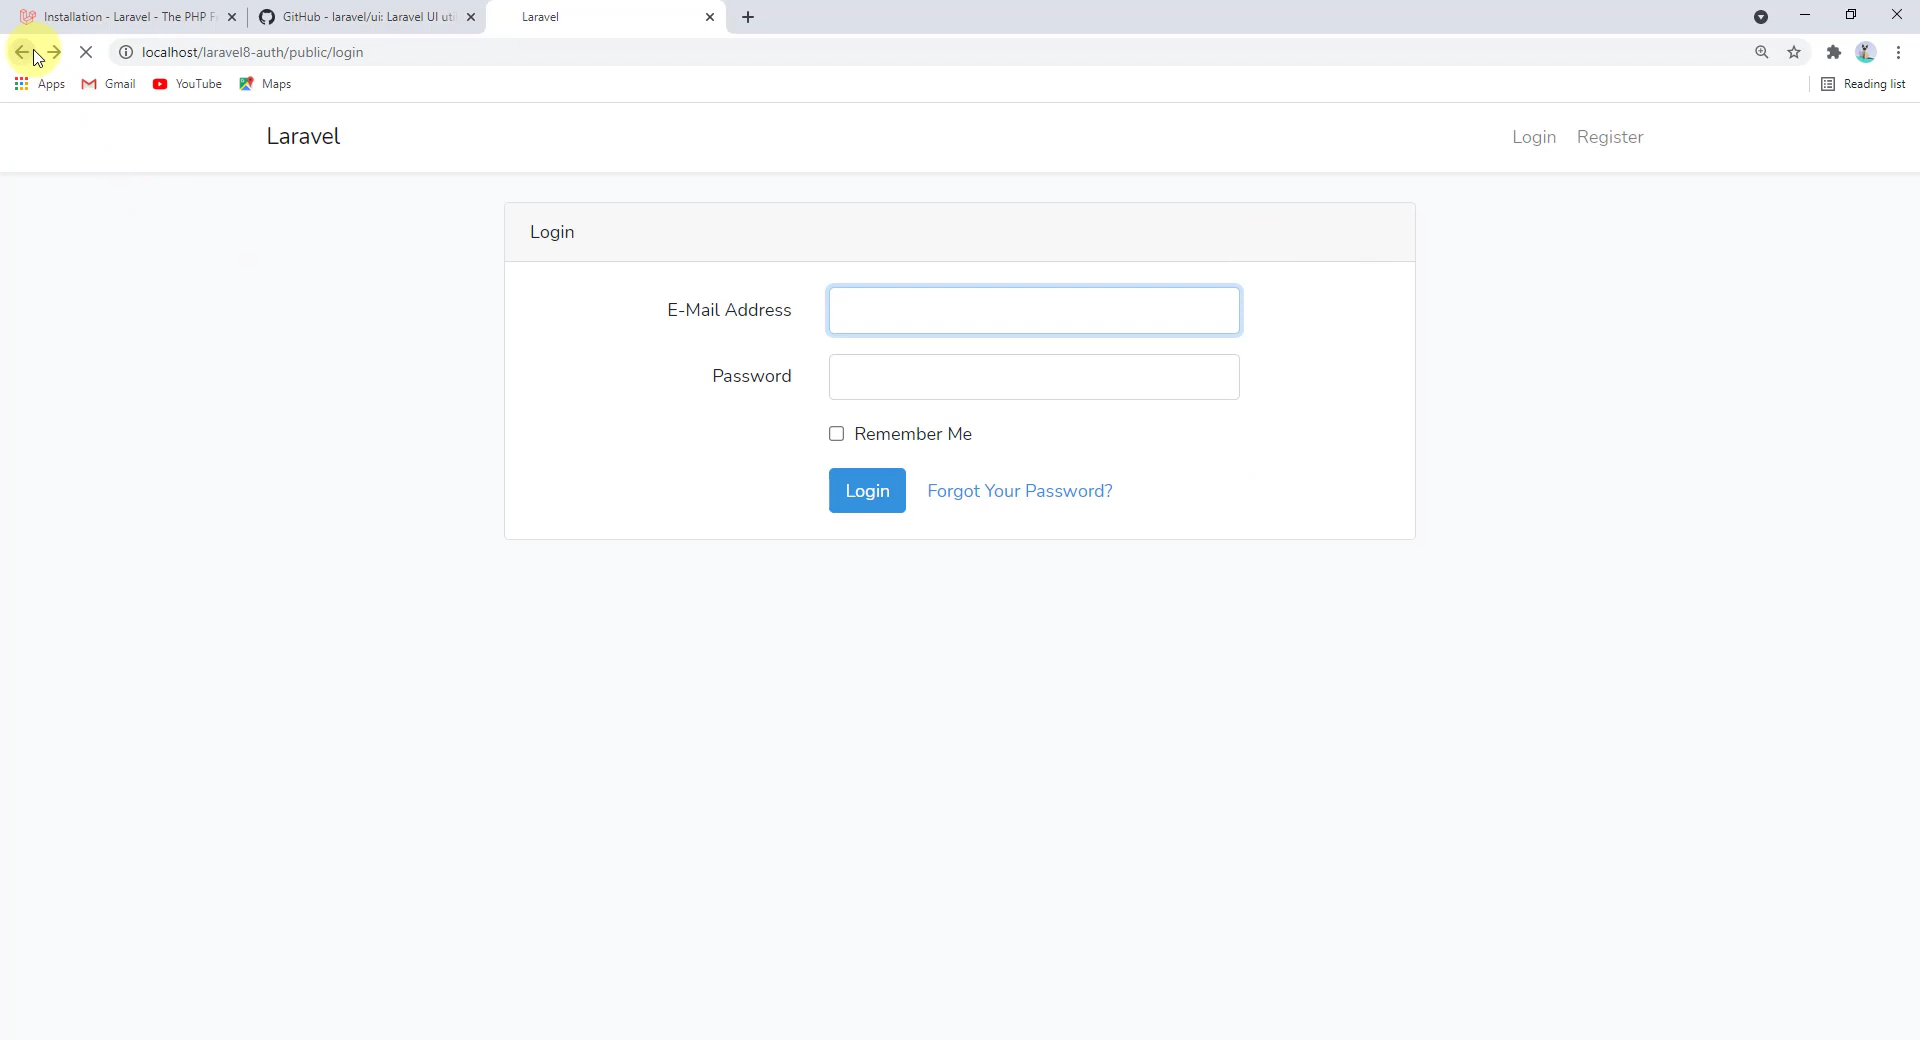 Installation - Laravel - The PHP F
GitHub - laravel/ui: Laravel UI uti
Laravel
localhost/laravel8-auth/public/login
Apps
Gmail
YouTube
Maps
Reading list
Laravel
Login
Register
Login
E-Mail Address
Password
Remember Me
Login
Forgot Your Password?